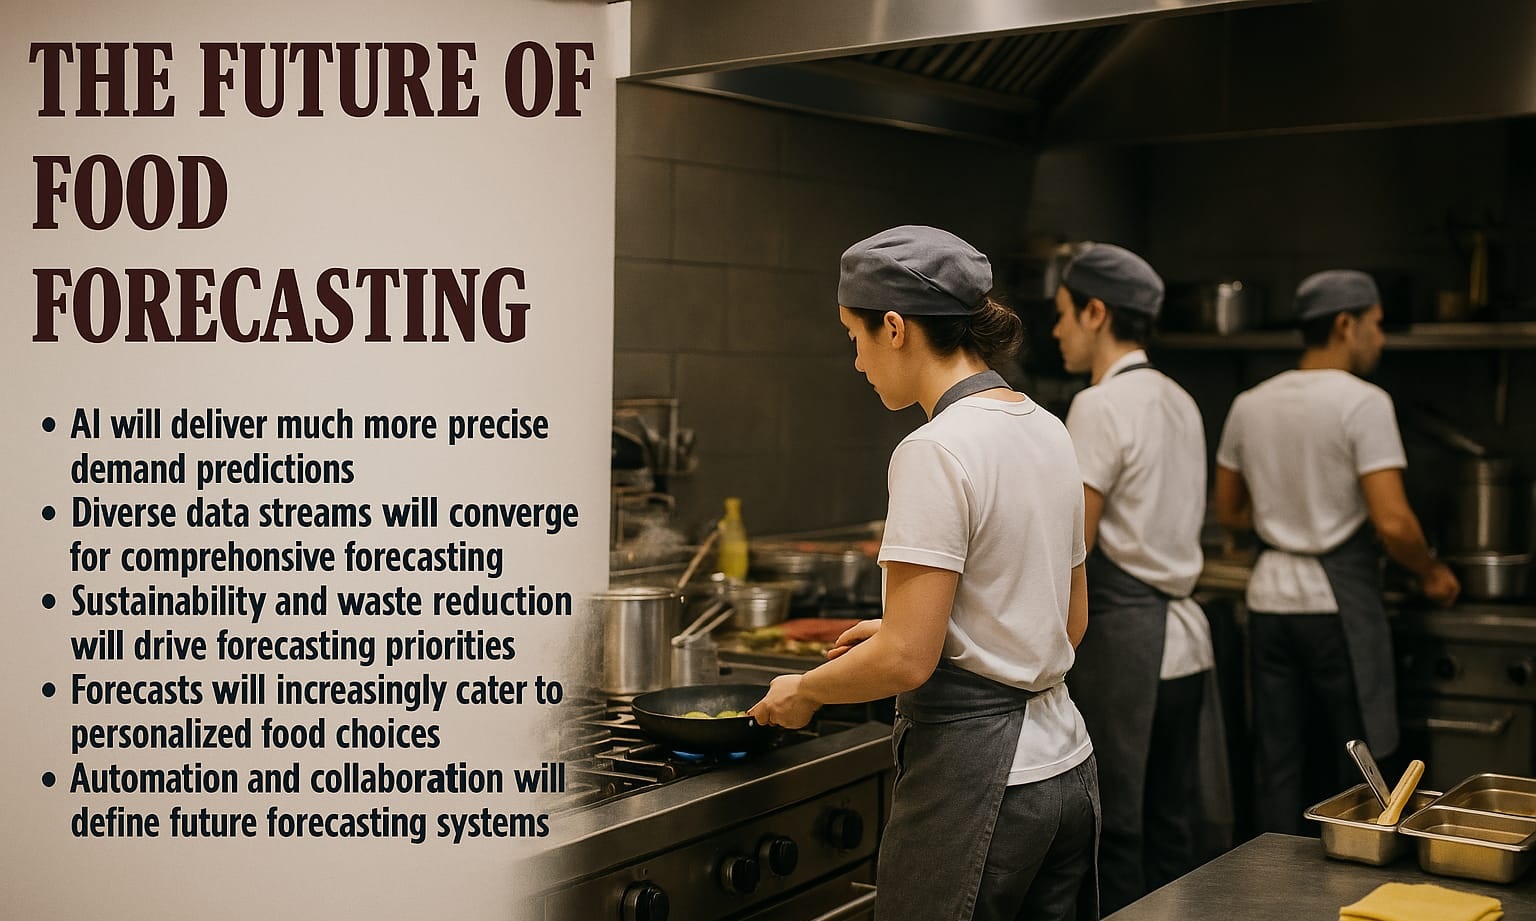 THE FUTURE OF
FOOD
FORECASTING
• AI will deliver much more precise
demand predictions
• Diverse data streams will converge
for comprehonsive forecasting
• Sustainability and waste reduction
will drive forecasting priorities
• Forecasts will increasingly cater to
personalized food choices
• Automation and collaboration will
define future forecasting systems